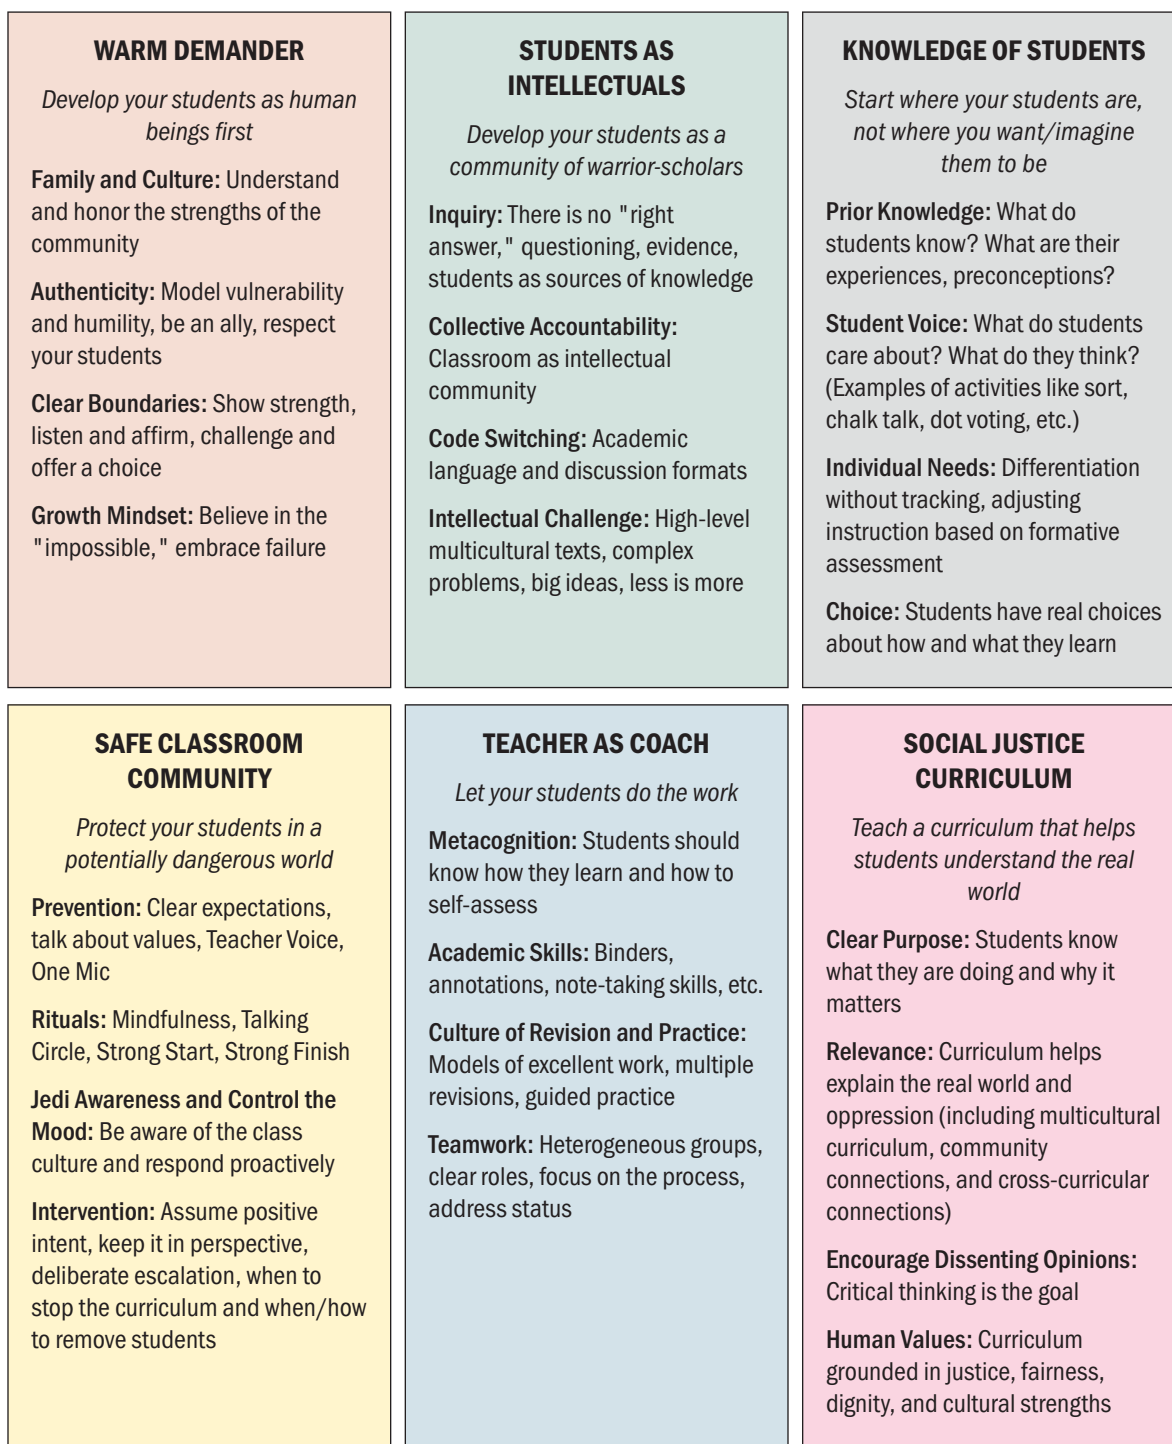 WARM DEMANDER
Develop your students as human
beings first
Family and Culture: Understand
and honor the strengths of the
community
Authenticity: Model vulnerability
and humility, be an ally, respect
your students
Clear Boundaries: Show strength,
listen and affirm, challenge and
offer a choice
Growth Mindset: Believe in the
"impossible," embrace failure
STUDENTS AS
INTELLECTUALS
Develop your students as a
community of warrior-scholars
Inquiry: There is no "right
answer," questioning, evidence,
students as sources of knowledge
Collective Accountability:
Classroom as intellectual
community
Code Switching: Academic
language and discussion formats
Intellectual Challenge: High-level
multicultural texts, complex
problems, big ideas, less is more
KNOWLEDGE OF STUDENTS
Start where your students are,
not where you want/imagine
them to be
Prior Knowledge: What do
students know? What are their
experiences, preconceptions?
Student Voice: What do students
care about? What do they think?
(Examples of activities like sort,
chalk talk, dot voting, etc.)
Individual Needs: Differentiation
without tracking, adjusting
instruction based on formative
assessment
Choice: Students have real choices
about how and what they learn
SAFE CLASSROOM
COMMUNITY
Protect your students in a
potentially dangerous world
Prevention: Clear expectations,
talk about values, Teacher Voice,
One Mic
Rituals: Mindfulness, Talking
Circle, Strong Start, Strong Finish
Jedi Awareness and Control the
Mood: Be aware of the class
culture and respond proactively
Intervention: Assume positive
intent, keep it in perspective,
deliberate escalation, when to
stop the curriculum and when/how
to remove students
TEACHER AS COACH
Let your students do the work
Metacognition: Students should
know how they learn and how to
self-assess
Academic Skills: Binders,
annotations, note-taking skills, etc.
Culture of Revision and Practice:
Models of excellent work, multiple
revisions, guided practice
Teamwork: Heterogeneous groups,
clear roles, focus on the process,
address status
SOCIAL JUSTICE
CURRICULUM
Teach a curriculum that helps
students understand the real
world
Clear Purpose: Students know
what they are doing and why it
matters
Relevance: Curriculum helps
explain the real world and
oppression (including multicultural
curriculum, community
connections, and cross-curricular
connections)
Encourage Dissenting Opinions:
Critical thinking is the goal
Human Values: Curriculum
grounded in justice, fairness,
dignity, and cultural strengths